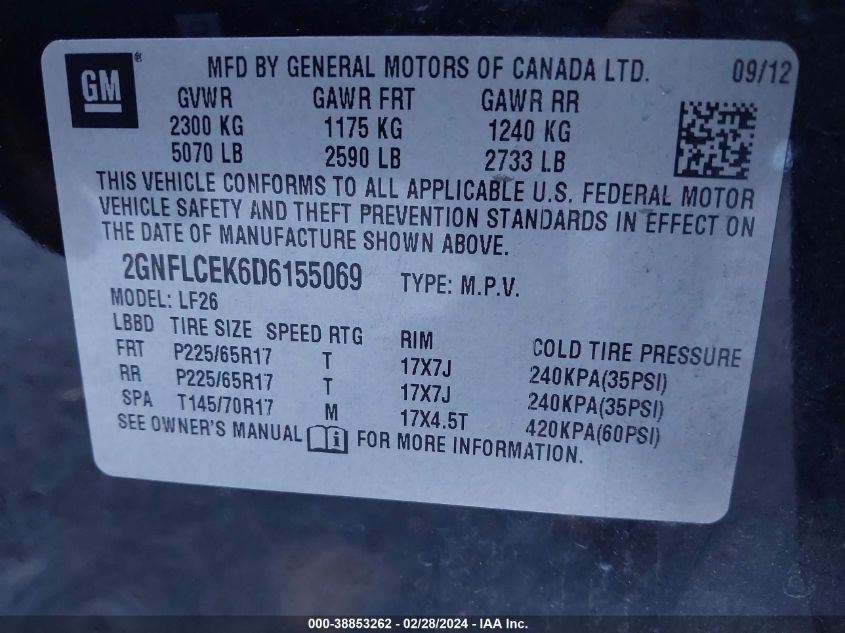 GM ® MFD BY GENERAL MOTORS OF CANADA LTD. 09/12
GVWR GAWR FRT GAWR RR
2300 KG 1175 KG 1240 KG
5070 LB 2590 LB 2733 LB
THIS VEHICLE CONFORMS TO ALL APPLICABLE U.S. FEDERAL MOTOR
VEHICLE SAFETY AND THEFT PREVENTION STANDARDS IN EFFECT ON
THE DATE OF MANUFACTURE SHOWN ABOVE.
2GNFLCEK6D6155069 TYPE: M.P.V.
MODEL: LF26
LBBD TIRE SIZE SPEED RTG RIM COLD TIRE PRESSURE
FRT P225/65R17 T 17X7J 240KPA(35PSI)
RR P225/65R17 T 17X7J 240KPA(35PSI)
SPA T145/70R17 M 17X4.5T 420KPA(60PSI)
SEE OWNER'S MANUAL FOR MORE INFORMATION.
000-38853262 - 02/28/2024 - IAA Inc.